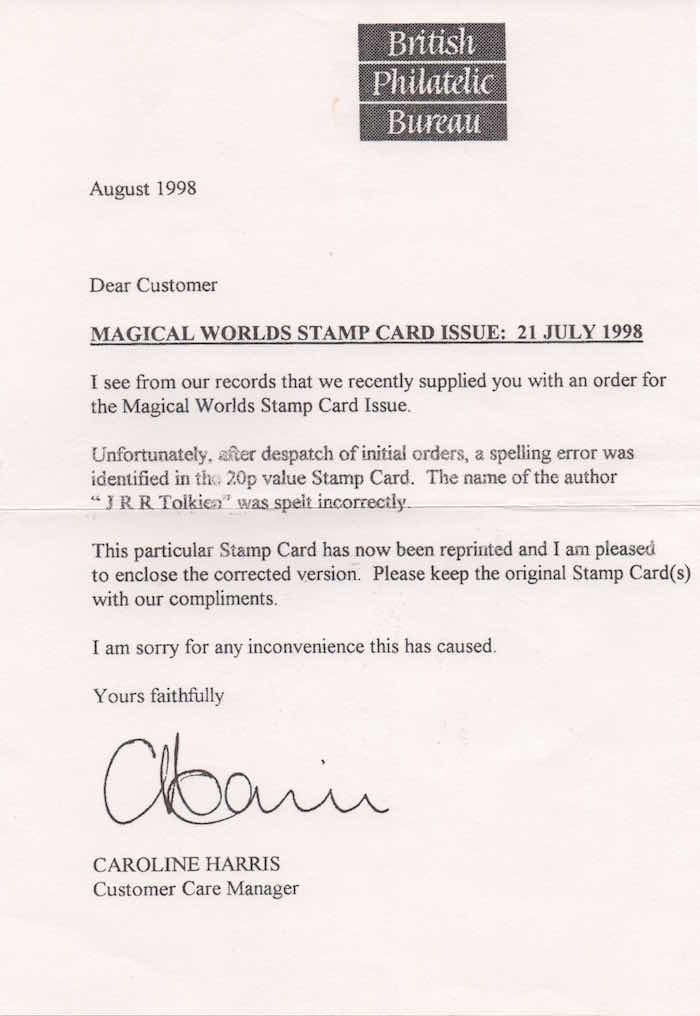 British
Philatelic
Bureau
August 1998
Dear Customer
MAGICAL WORLDS STAMP CARD ISSUE: 21 JULY 1998
I see from our records that we recently supplied you with an order for
the Magical Worlds Stamp Card Issue.
Unfortunately, after despatch of initial orders, a spelling error was
identified in the 20p value Stamp Card. The name of the author
“ J R R Tolkien” was spelt incorrectly.
This particular Stamp Card has now been reprinted and I am pleased
to enclose the corrected version. Please keep the original Stamp Card(s)
with our compliments.
I am sorry for any inconvenience this has caused.
Yours faithfully
CHarris
CAROLINE HARRIS
Customer Care Manager